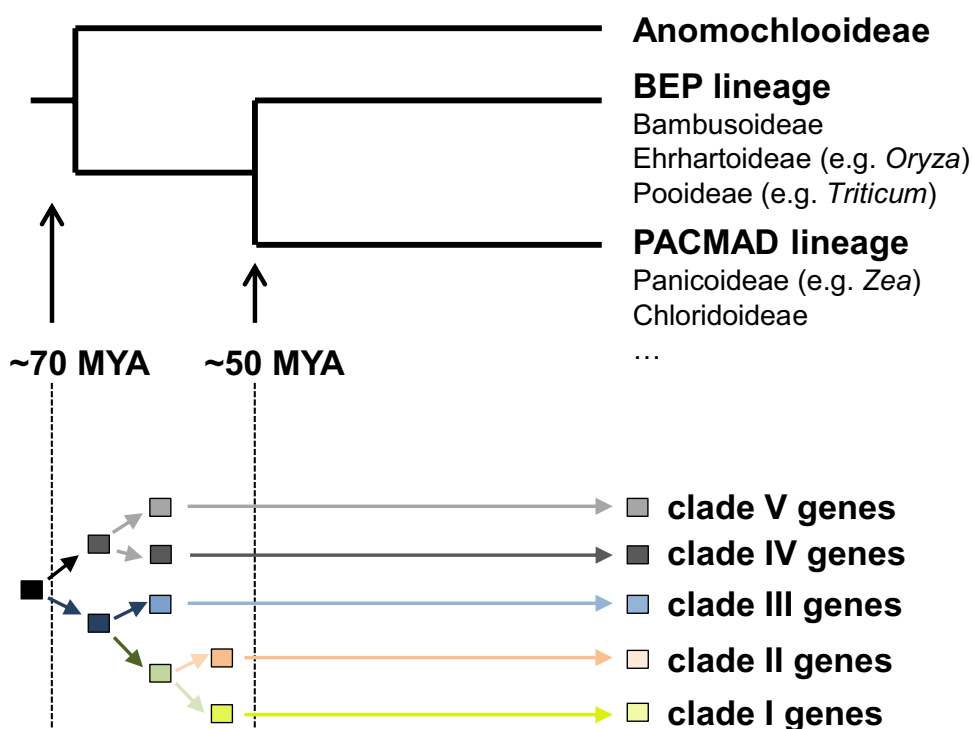 Anomochlooideae
BEP lineage
Bambusoideae
Ehrhartoideae (e.g. Oryza)
Pooideae (e.g. Triticum)
PACMAD lineage
Panicoideae (e.g. Zea)
Chloridoideae
…
~70 MYA
~50 MYA
clade V genes
clade IV genes
clade III genes
clade II genes
clade I genes